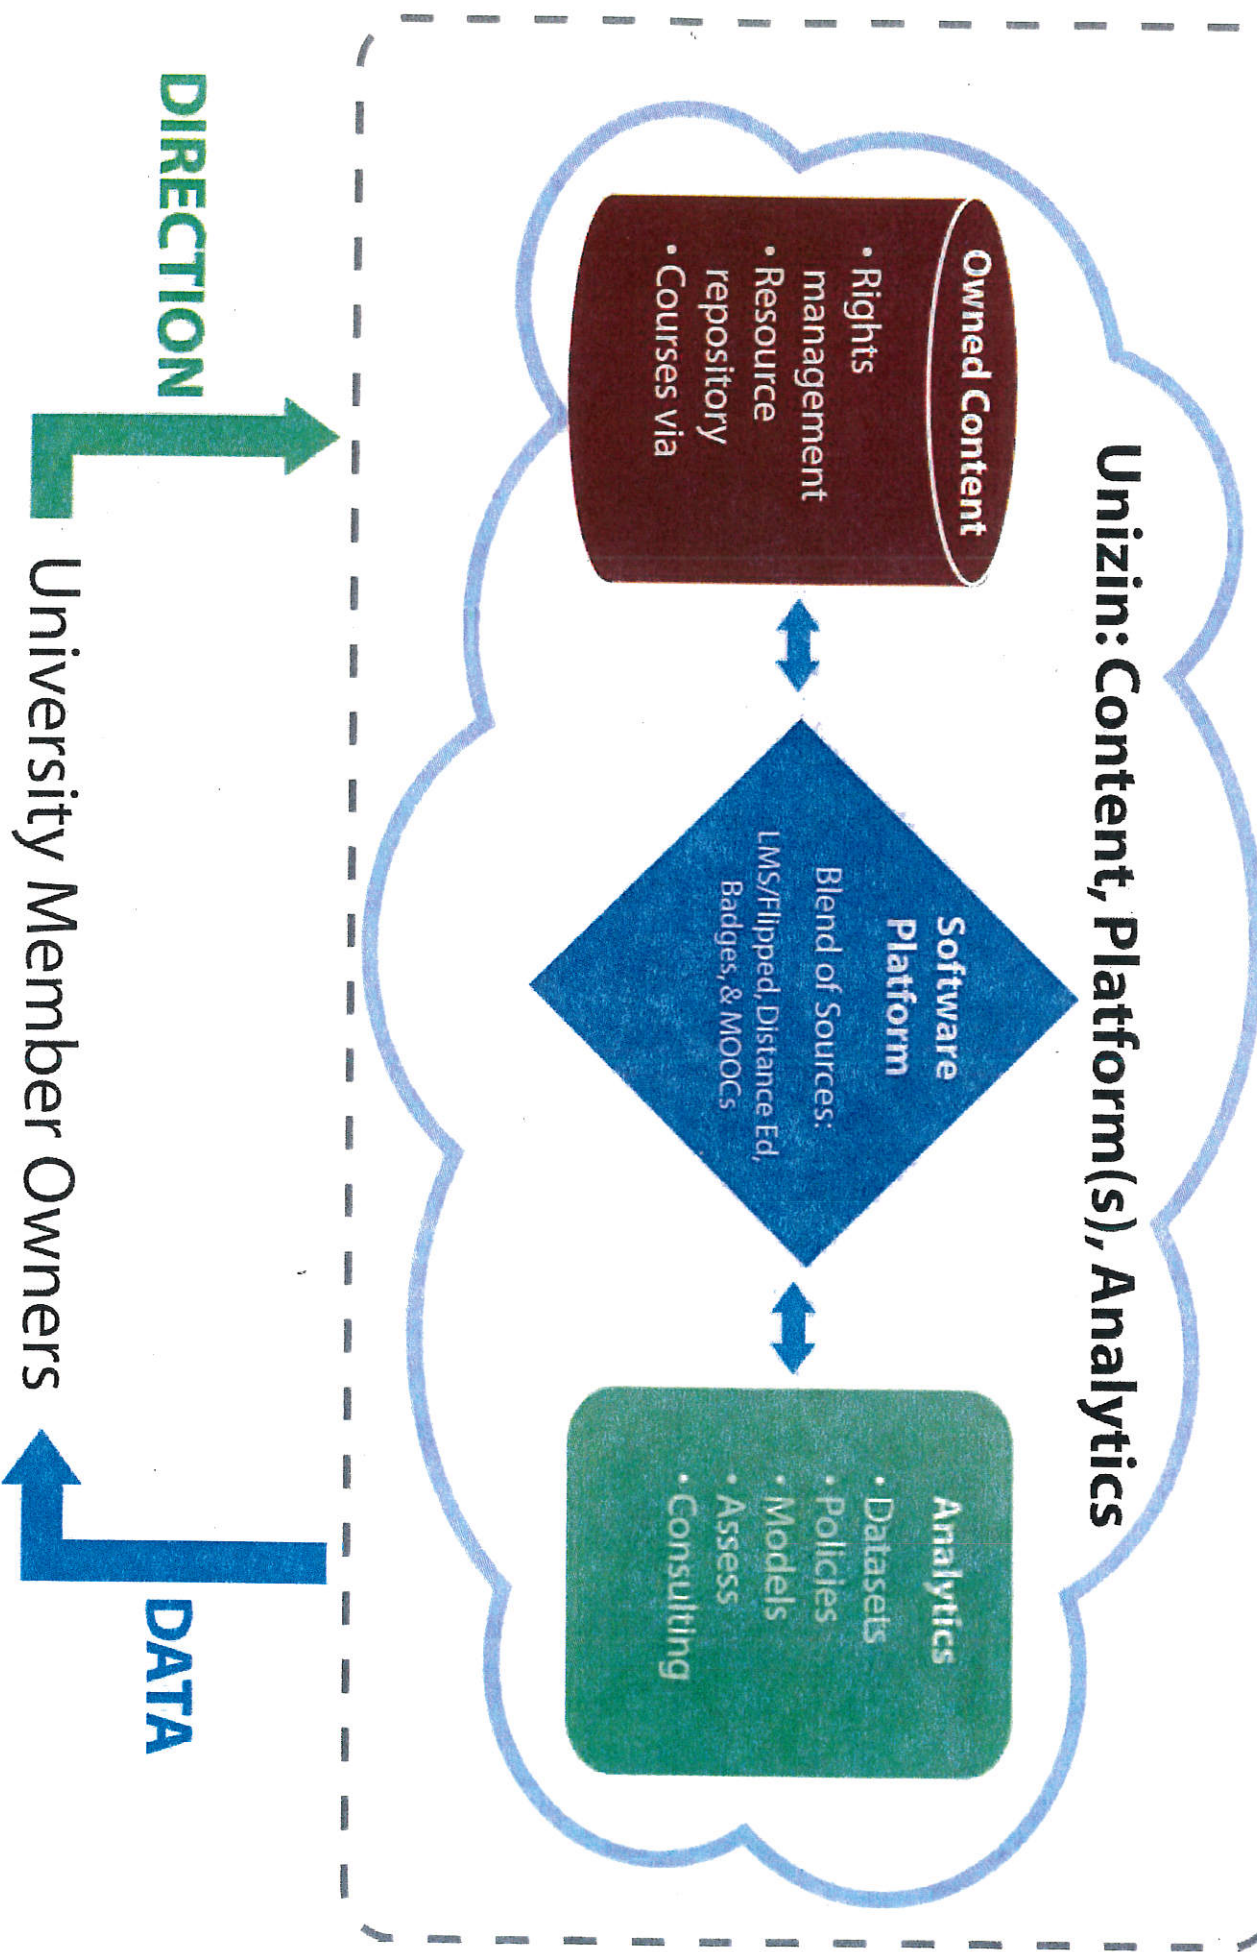 Unizin: Content, Platform(s), Analytics
Owned Content
• Rights
management
• Resource
repository
• Courses via
Software
Platform
Blend of Sources:
LMS/Flipped, Distance Ed,
Badges, & MOOCs
Analytics
• Datasets
• Policies
• Models
• Assess
• Consulting
DIRECTION
DATA
University Member Owners